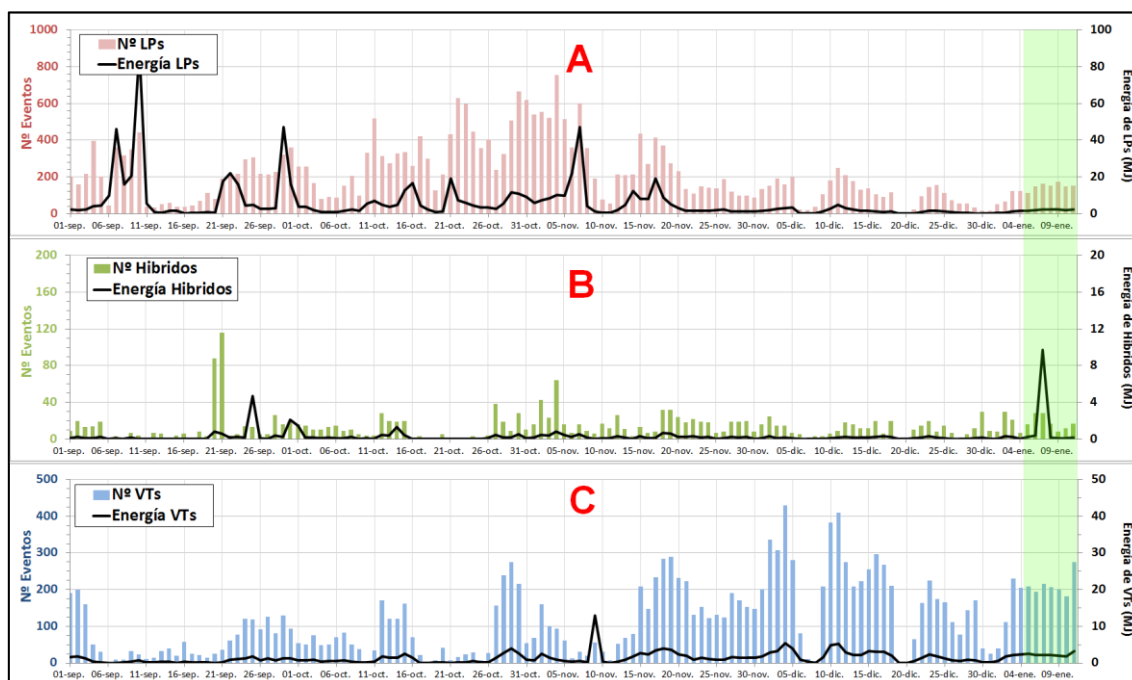 1000
800
600
400
200
0
Nº Eventos
Nº LPs
Energía LPs
A
100
80
60
40
20
0
Energía de LPs (MJ)
01-sep. 06-sep. 11-sep. 16-sep. 21-sep. 26-sep. 01-oct. 06-oct. 11-oct. 16-oct. 21-oct. 26-oct. 31-oct. 05-nov. 10-nov. 15-nov. 20-nov. 25-nov. 30-nov. 05-dic. 10-dic. 15-dic. 20-dic. 25-dic. 30-dic. 04-ene. 09-ene.
200
160
120
80
40
0
Nº Eventos
Nº Hibridos
Energía Hibridos
B
20
16
12
8
4
0
Energía de Hibridos (MJ)
01-sep. 06-sep. 11-sep. 16-sep. 21-sep. 26-sep. 01-oct. 06-oct. 11-oct. 16-oct. 21-oct. 26-oct. 31-oct. 05-nov. 10-nov. 15-nov. 20-nov. 25-nov. 30-nov. 05-dic. 10-dic. 15-dic. 20-dic. 25-dic. 30-dic. 04-ene. 09-ene.
500
400
300
200
100
0
Nº Eventos
Nº VTs
Energía VTs
C
50
40
30
20
10
0
Energía de VTs (MJ)
01-sep. 06-sep. 11-sep. 16-sep. 21-sep. 26-sep. 01-oct. 06-oct. 11-oct. 16-oct. 21-oct. 26-oct. 31-oct. 05-nov. 10-nov. 15-nov. 20-nov. 25-nov. 30-nov. 05-dic. 10-dic. 15-dic. 20-dic. 25-dic. 30-dic. 04-ene. 09-ene.